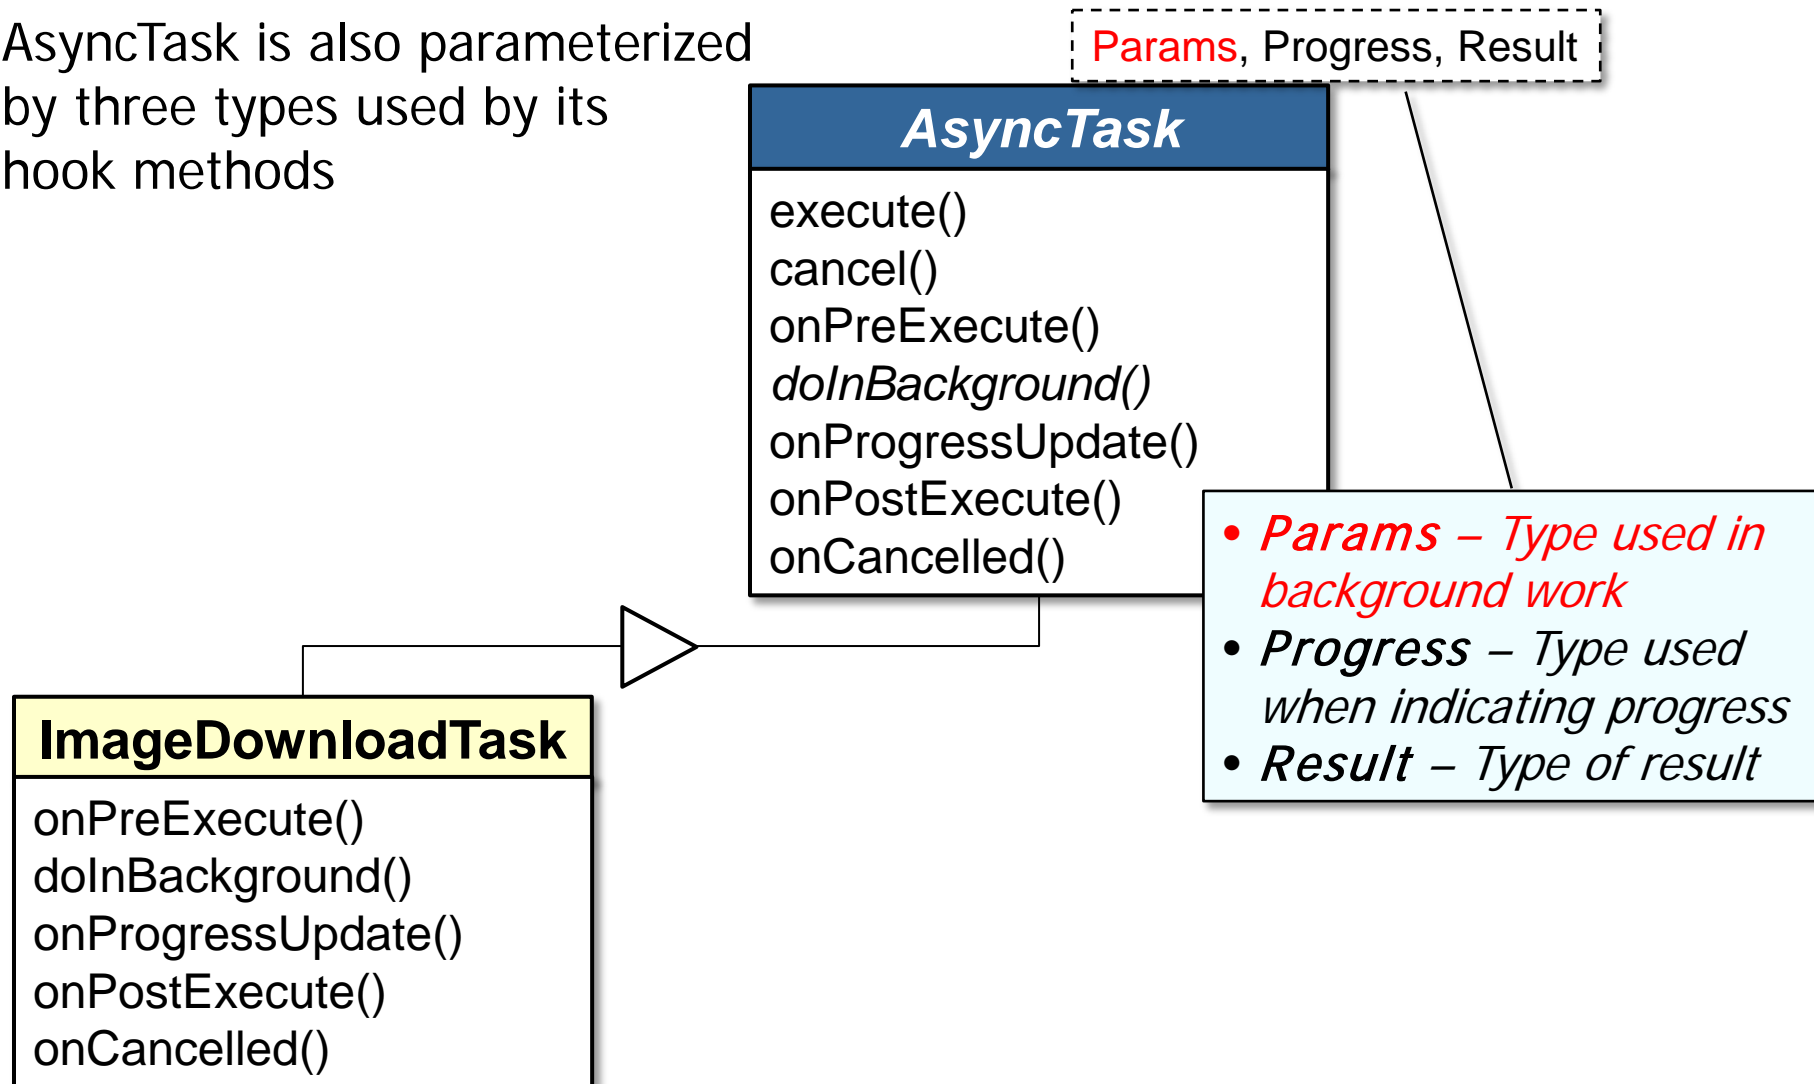 AsyncTask is also parameterized
by three types used by its
hook methods
Params, Progress, Result
AsyncTask
execute()
cancel()
onPreExecute()
doInBackground()
onProgressUpdate()
onPostExecute()
onCancelled()
• Params – Type used in
background work
• Progress – Type used
when indicating progress
• Result – Type of result
ImageDownloadTask
onPreExecute()
doInBackground()
onProgressUpdate()
onPostExecute()
onCancelled()